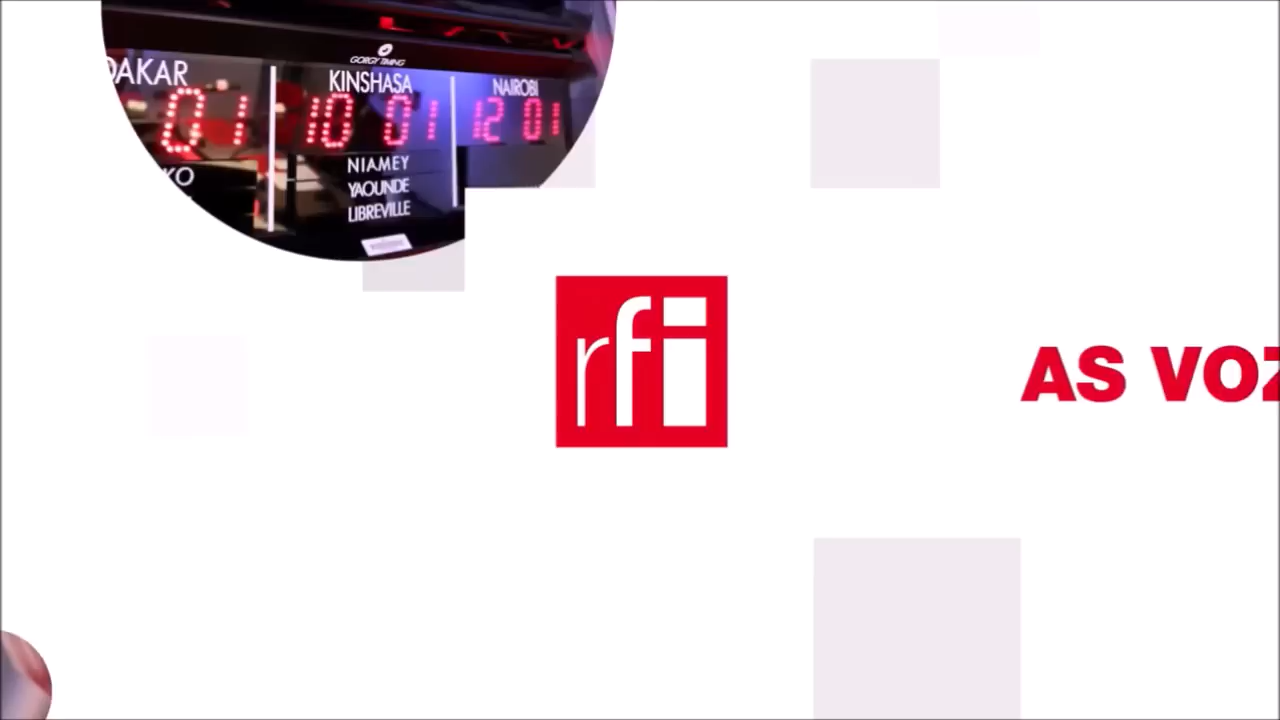 GORGY TIMING
DAKAR KINSHASA NAIROBI
01 10 01 12 01
NIAMEY
YAOUNDE
LIBREVILLE
rfi
AS VOZ